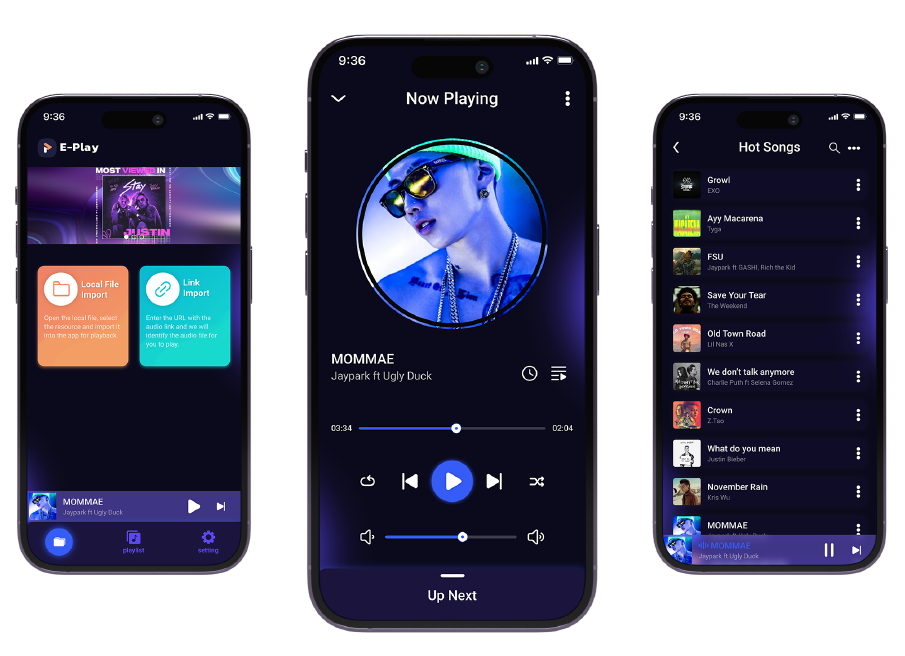 9:36
E-Play
MOST VIEWED IN
Stay
JUSTIN
Local File
Import
Open the local file, select
the resource and import it
into the app for playback.
Link
Import
Enter the URL with the
audio link and we will
identify the audio file for
you to play.
MOMMAE
Jaypark ft Ugly Duck
playlist
setting
9:36
Now Playing
MOMMAE
Jaypark ft Ugly Duck
03:34
02:04
Up Next
9:36
Hot Songs
Growl
EXO
Ayy Macarena
Tyga
FSU
Jaypark ft GASHI, Rich the Kid
Save Your Tear
The Weekend
Old Town Road
Lil Nas X
We don't talk anymore
Charlie Puth ft Selena Gomez
Crown
Z.Tao
What do you mean
Justin Bieber
November Rain
Kris Wu
MOMMAE
MOMMAE
Jaypark ft Ugly Duck